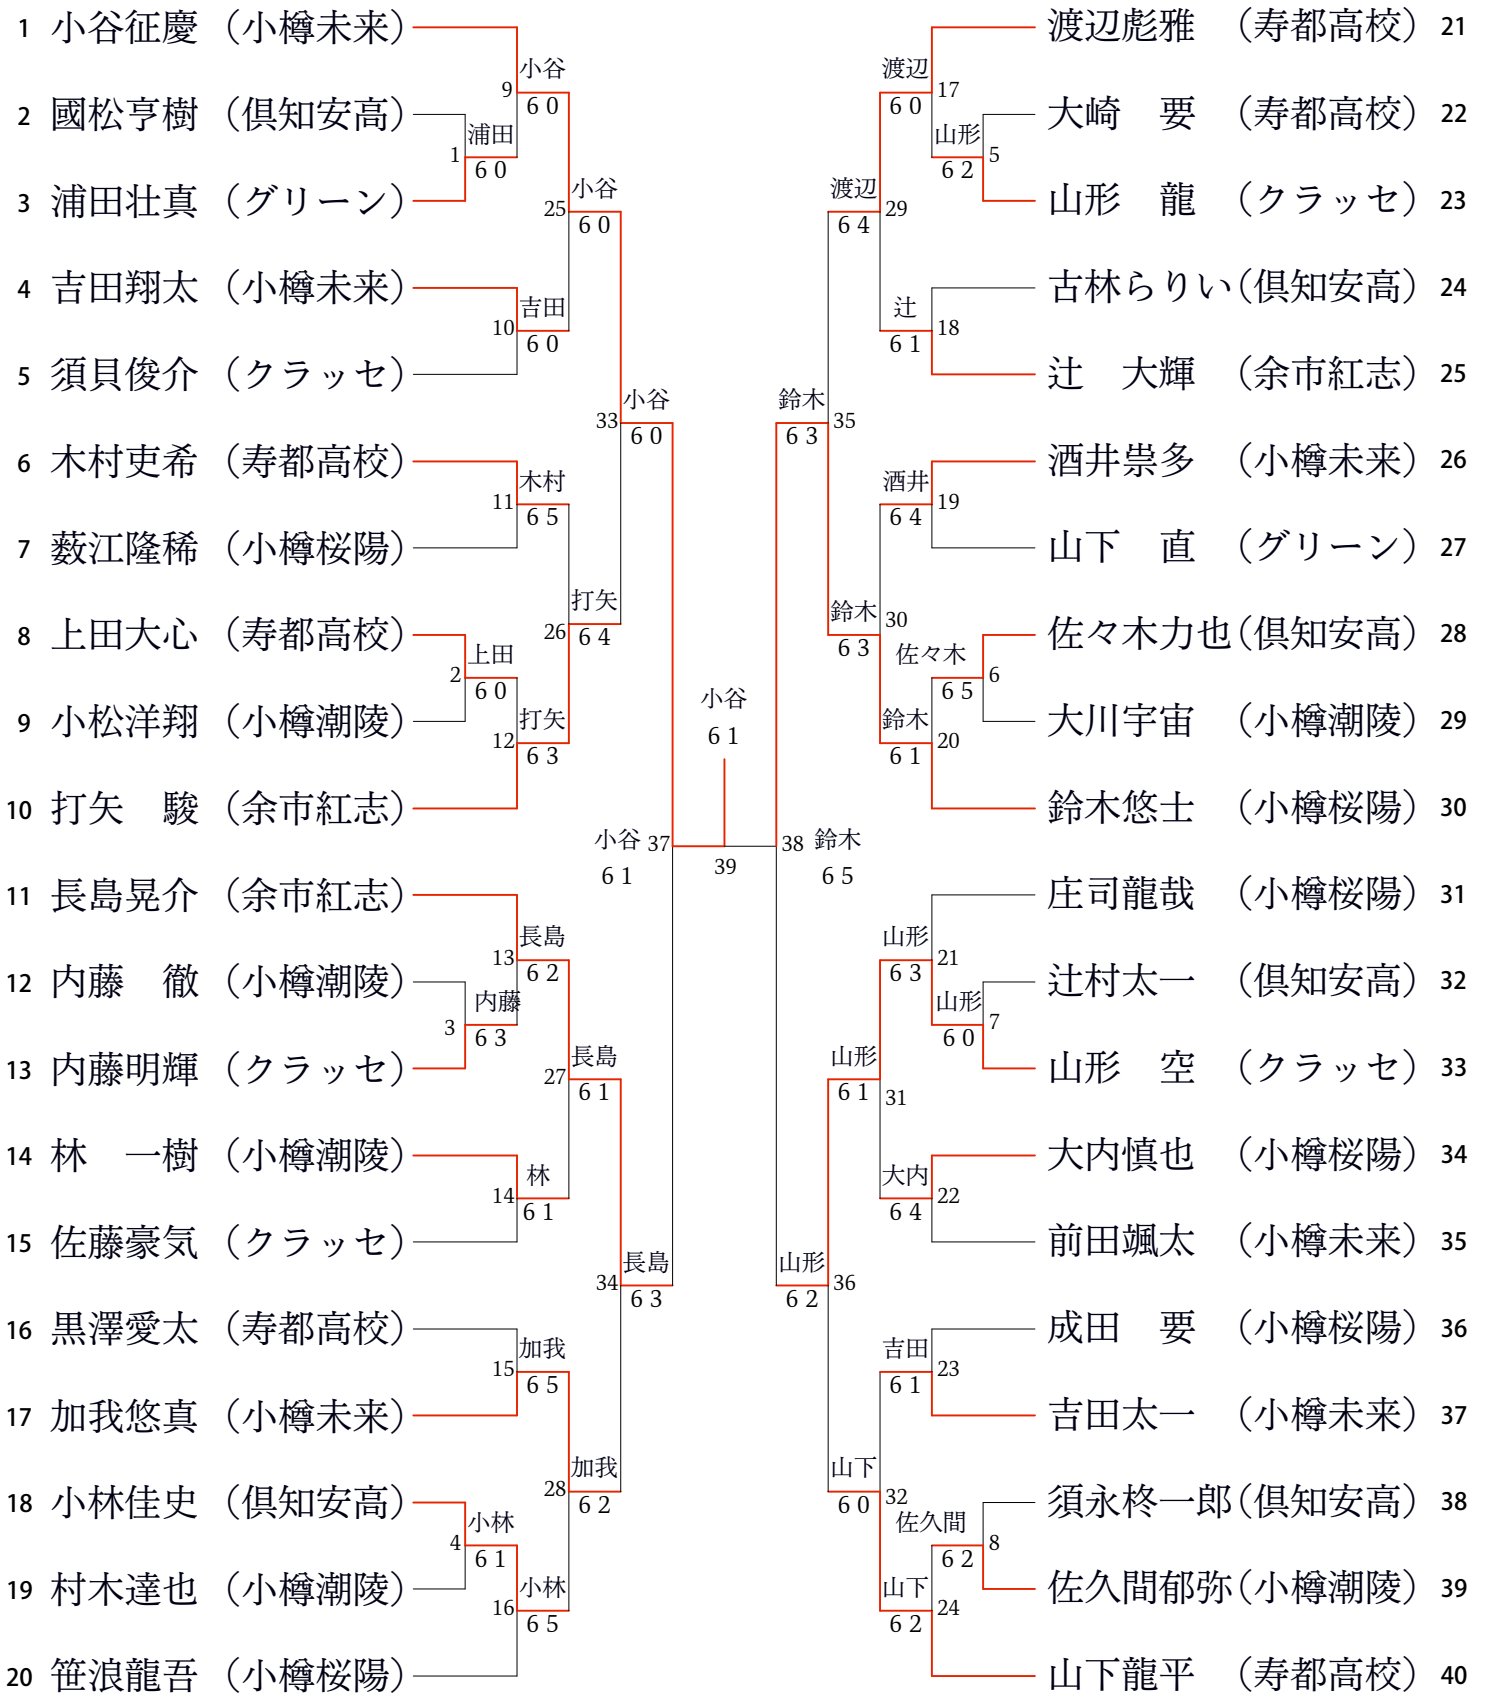 1 小谷征慶 （小樽未来）
2 國松亨樹 （倶知安高）
3 浦田壮真 （グリーン）
4 吉田翔太 （小樽未来）
5 須貝俊介 （クラッセ）
6 木村吏希 （寿都高校）
7 薮江隆稀 （小樽桜陽）
8 上田大心 （寿都高校）
9 小松洋翔 （小樽潮陵）
10 打矢　駿 （余市紅志）
11 長島晃介 （余市紅志）
12 内藤　徹 （小樽潮陵）
13 内藤明輝 （クラッセ）
14 林　一樹 （小樽潮陵）
15 佐藤豪気 （クラッセ）
16 黒澤愛太 （寿都高校）
17 加我悠真 （小樽未来）
18 小林佳史 （倶知安高）
19 村木達也 （小樽潮陵）
20 笹浪龍吾 （小樽桜陽）
1 浦田
6 0
2 上田
6 0
3 内藤
6 3
4 小林
6 1
9 小谷
6 0
10 吉田
6 0
11 木村
6 5
12 打矢
6 3
13 長島
6 2
14 林
6 1
15 加我
6 5
16 小林
6 5
25 小谷
6 0
26 打矢
6 4
27 長島
6 1
28 加我
6 2
33 小谷
6 0
34 長島
6 3
小谷 37
6 1
小谷
6 1
39
38 鈴木
6 5
鈴木 35
6 3
山形 36
6 2
渡辺 29
6 4
鈴木 30
6 3
山形 31
6 1
山下 32
6 0
渡辺 17
6 0
辻 18
6 1
酒井 19
6 4
鈴木 20
6 1
山形 21
6 3
大内 22
6 4
吉田 23
6 1
山下 24
6 2
山形 5
6 2
佐々木 6
6 5
山形 7
6 0
佐久間 8
6 2
渡辺彪雅 （寿都高校） 21
大崎　要 （寿都高校） 22
山形　龍 （クラッセ） 23
古林らりい（倶知安高） 24
辻　大輝 （余市紅志） 25
酒井崇多 （小樽未来） 26
山下　直 （グリーン） 27
佐々木力也（倶知安高） 28
大川宇宙 （小樽潮陵） 29
鈴木悠士 （小樽桜陽） 30
庄司龍哉 （小樽桜陽） 31
辻村太一 （倶知安高） 32
山形　空 （クラッセ） 33
大内慎也 （小樽桜陽） 34
前田颯太 （小樽未来） 35
成田　要 （小樽桜陽） 36
吉田太一 （小樽未来） 37
須永柊一郎（倶知安高） 38
佐久間郁弥（小樽潮陵） 39
山下龍平 （寿都高校） 40